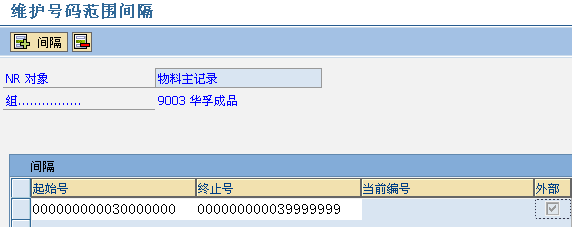 维护号码范围间隔
间隔
NR 对象 物料主记录
组................ 9003 华孚成品
间隔
起始号 终止号 当前编号 外部
000000000030000000 000000000039999999